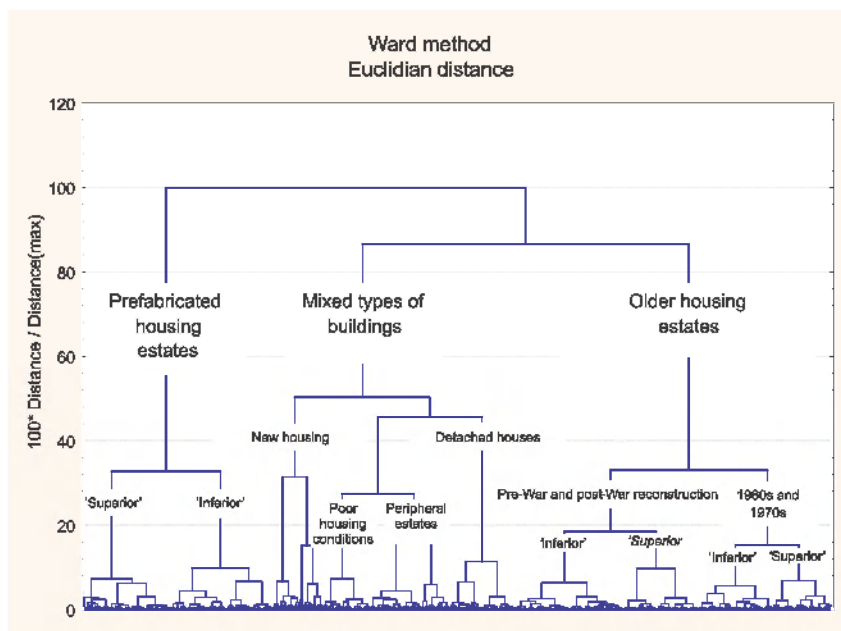 Ward method
Euclidian distance
100* Distance / Distance(max)
120
100
80
60
40
20
0
Prefabricated
housing
estates
Mixed types of
buildings
Older housing
estates
New housing
Detached houses
'Superior'
'Inferior'
Poor
housing
conditions
Peripheral
estates
Pre-War and post-War reconstruction
1960s and
1970s
'Inferior'
'Superior
'Inferior'
'Superior'